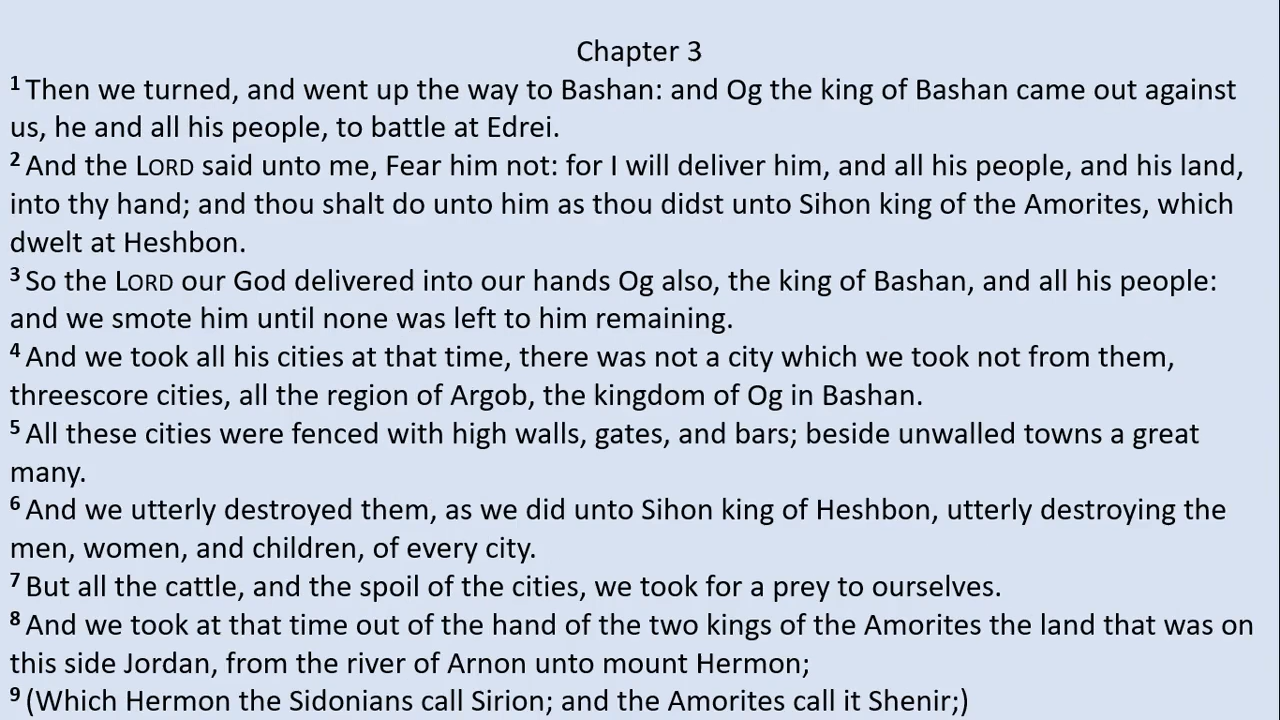 Chapter 3
1 Then we turned, and went up the way to Bashan: and Og the king of Bashan came out against
us, he and all his people, to battle at Edrei.
2 And the LORD said unto me, Fear him not: for I will deliver him, and all his people, and his land,
into thy hand; and thou shalt do unto him as thou didst unto Sihon king of the Amorites, which
dwelt at Heshbon.
3 So the LORD our God delivered into our hands Og also, the king of Bashan, and all his people:
and we smote him until none was left to him remaining.
4 And we took all his cities at that time, there was not a city which we took not from them,
threescore cities, all the region of Argob, the kingdom of Og in Bashan.
5 All these cities were fenced with high walls, gates, and bars; beside unwalled towns a great
many.
6 And we utterly destroyed them, as we did unto Sihon king of Heshbon, utterly destroying the
men, women, and children, of every city.
7 But all the cattle, and the spoil of the cities, we took for a prey to ourselves.
8 And we took at that time out of the hand of the two kings of the Amorites the land that was on
this side Jordan, from the river of Arnon unto mount Hermon;
9 (Which Hermon the Sidonians call Sirion; and the Amorites call it Shenir;)